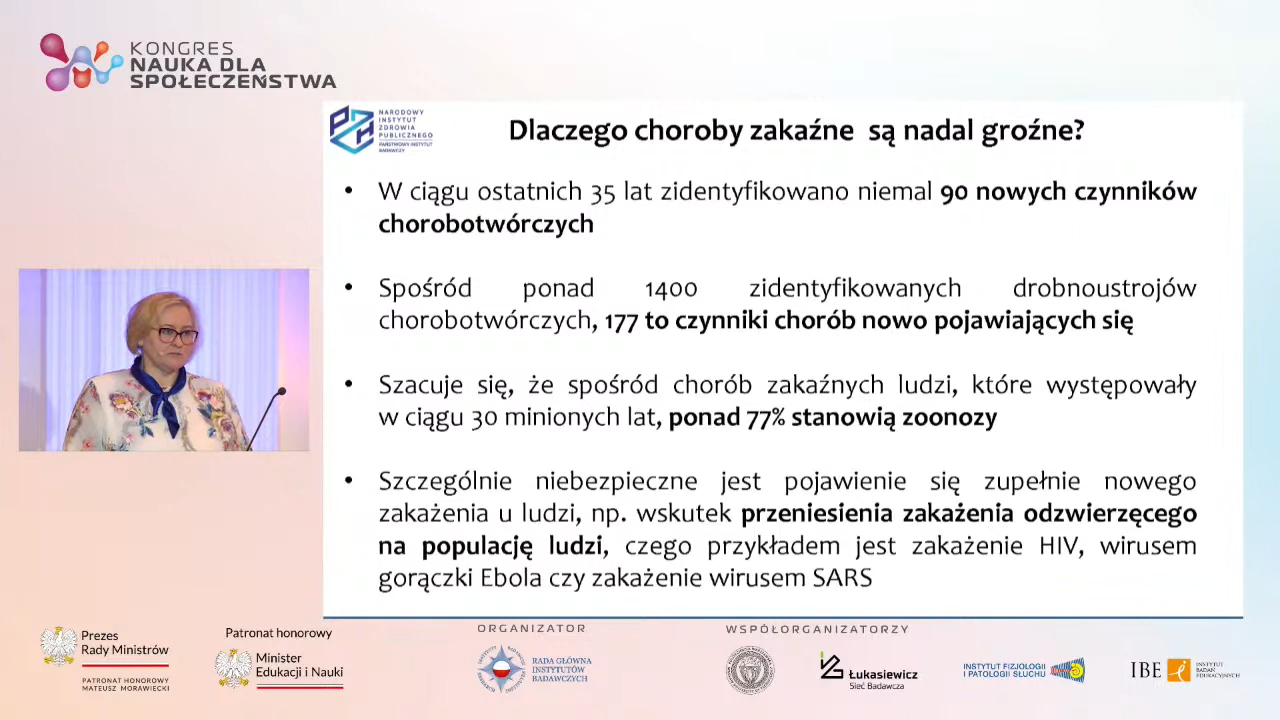 KONGRES
NAUKA DLA
SPOŁECZEŃSTWA
NARODOWY
INSTYTUT
ZDROWIA
PUBLICZNEGO
PAŃSTWOWY INSTYTUT
BADAWCZY
Dlaczego choroby zakaźne są nadal groźne?
• W ciągu ostatnich 35 lat zidentyfikowano niemal 90 nowych czynników
chorobotwórczych
• Spośród ponad 1400 zidentyfikowanych drobnoustrojów
chorobotwórczych, 177 to czynniki chorób nowo pojawiających się
• Szacuje się, że spośród chorób zakaźnych ludzi, które występowały
w ciągu 30 minionych lat, ponad 77% stanowią zoonozy
• Szczególnie niebezpieczne jest pojawienie się zupełnie nowego
zakażenia u ludzi, np. wskutek przeniesienia zakażenia odzwierzęcego
na populację ludzi, czego przykładem jest zakażenie HIV, wirusem
gorączki Ebola czy zakażenie wirusem SARS
Prezes
Rady Ministrów
PATRONAT HONOROWY
MATEUSZ MORAWIECKI
Patronat honorowy
Minister
Edukacji i Nauki
ORGANIZATOR
RADA GŁÓWNA
INSTYTUTÓW
BADAWCZYCH
WSPÓŁORGANIZATORZY
Łukasiewicz
Sieć Badawcza
INSTYTUT FIZJOLOGII
I PATOLOGII SŁUCHU
IBE
INSTYTUT
BADAŃ
EDUKACYJNYCH